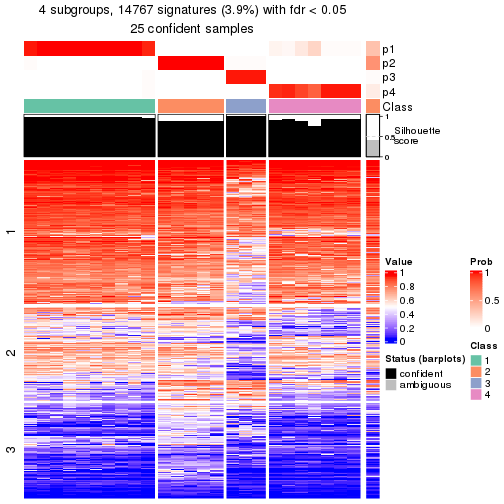 4 subgroups, 14767 signatures (3.9%) with fdr < 0.05
25 confident samples
p1
p2
p3
p4
Class
1
0.5
0
Silhouette
score
1
2
3
Value
1
0.8
0.6
0.4
0.2
0
Status (barplots)
confident
ambiguous
Prob
1
0.5
0
Class
1
2
3
4